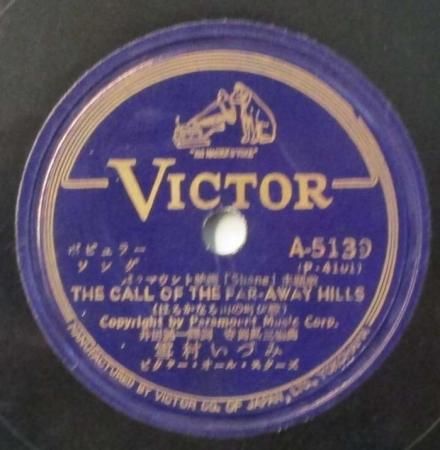 "HIS MASTER'S VOICE"
VICTOR
ポピュラー
ソング
A-5139
(P-4101)
パラマウント映画「Shane」主題歌
THE CALL OF THE FAR-AWAY HILLS
(はるかなる山の呼び声)
Copyright by Paramount Music Corp.
雪村いづみ
ビクター・オール・スターズ
MANUFACTURED BY VICTOR CO. OF JAPAN, LTD., YOKOHAMA